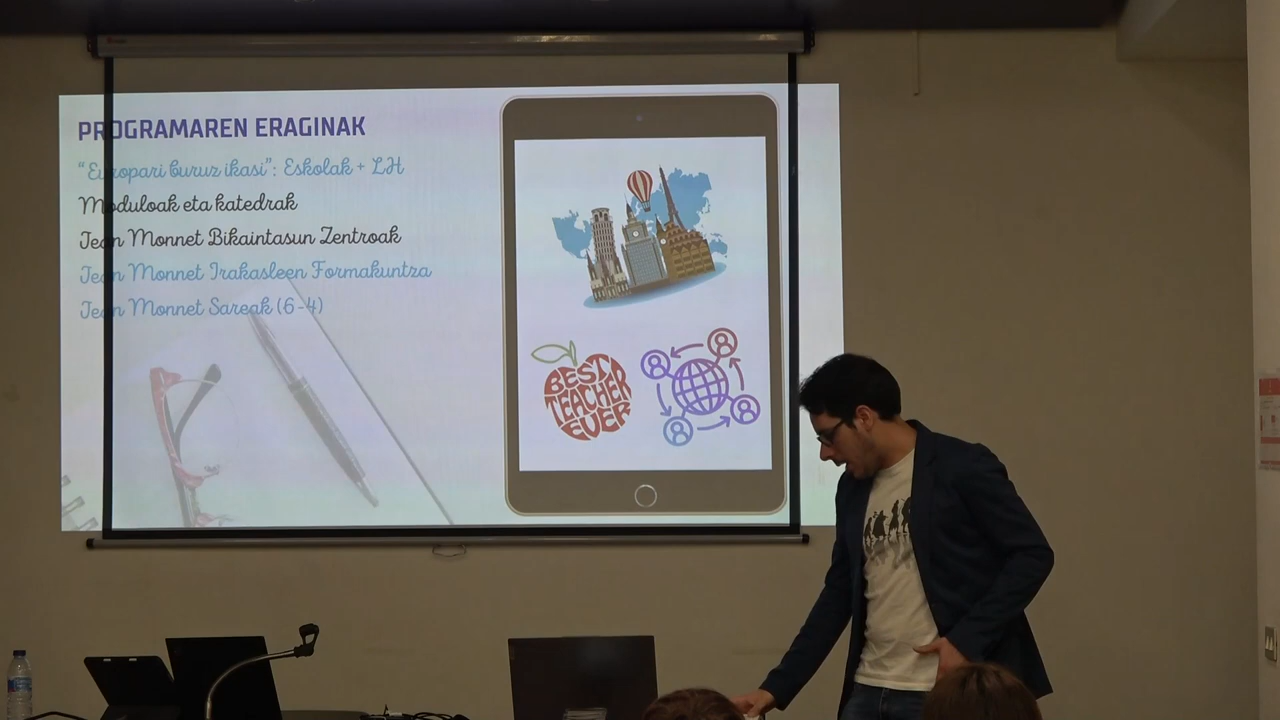 PROGRAMAREN ERAGINAK
"Europari buruz ikasi": Eskolak + LH
Moduloak eta katedrak
Jean Monnet Bikaintasun Zentroak
Jean Monnet Irakasleen Formakuntza
Jean Monnet Sareak (6-4)
BEST
TEACHER
EVER